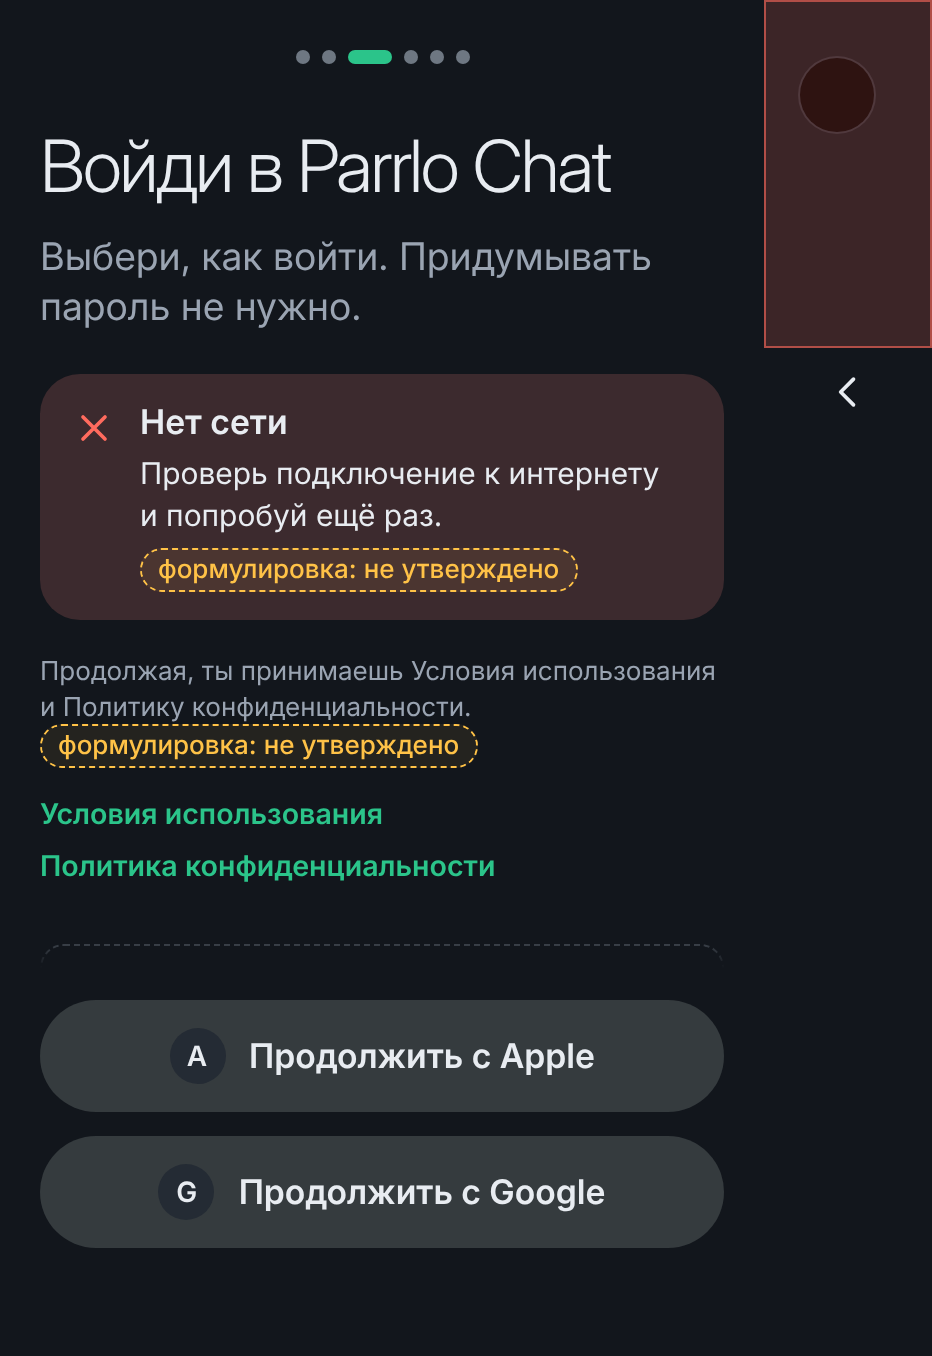 Войди в Parrlo Chat
Выбери, как войти. Придумывать
пароль не нужно.
Нет сети
Проверь подключение к интернету
и попробуй ещё раз.
формулировка: не утверждено
Продолжая, ты принимаешь Условия использования
и Политику конфиденциальности.
формулировка: не утверждено
Условия использования
Политика конфиденциальности
A Продолжить с Apple
G Продолжить с Google